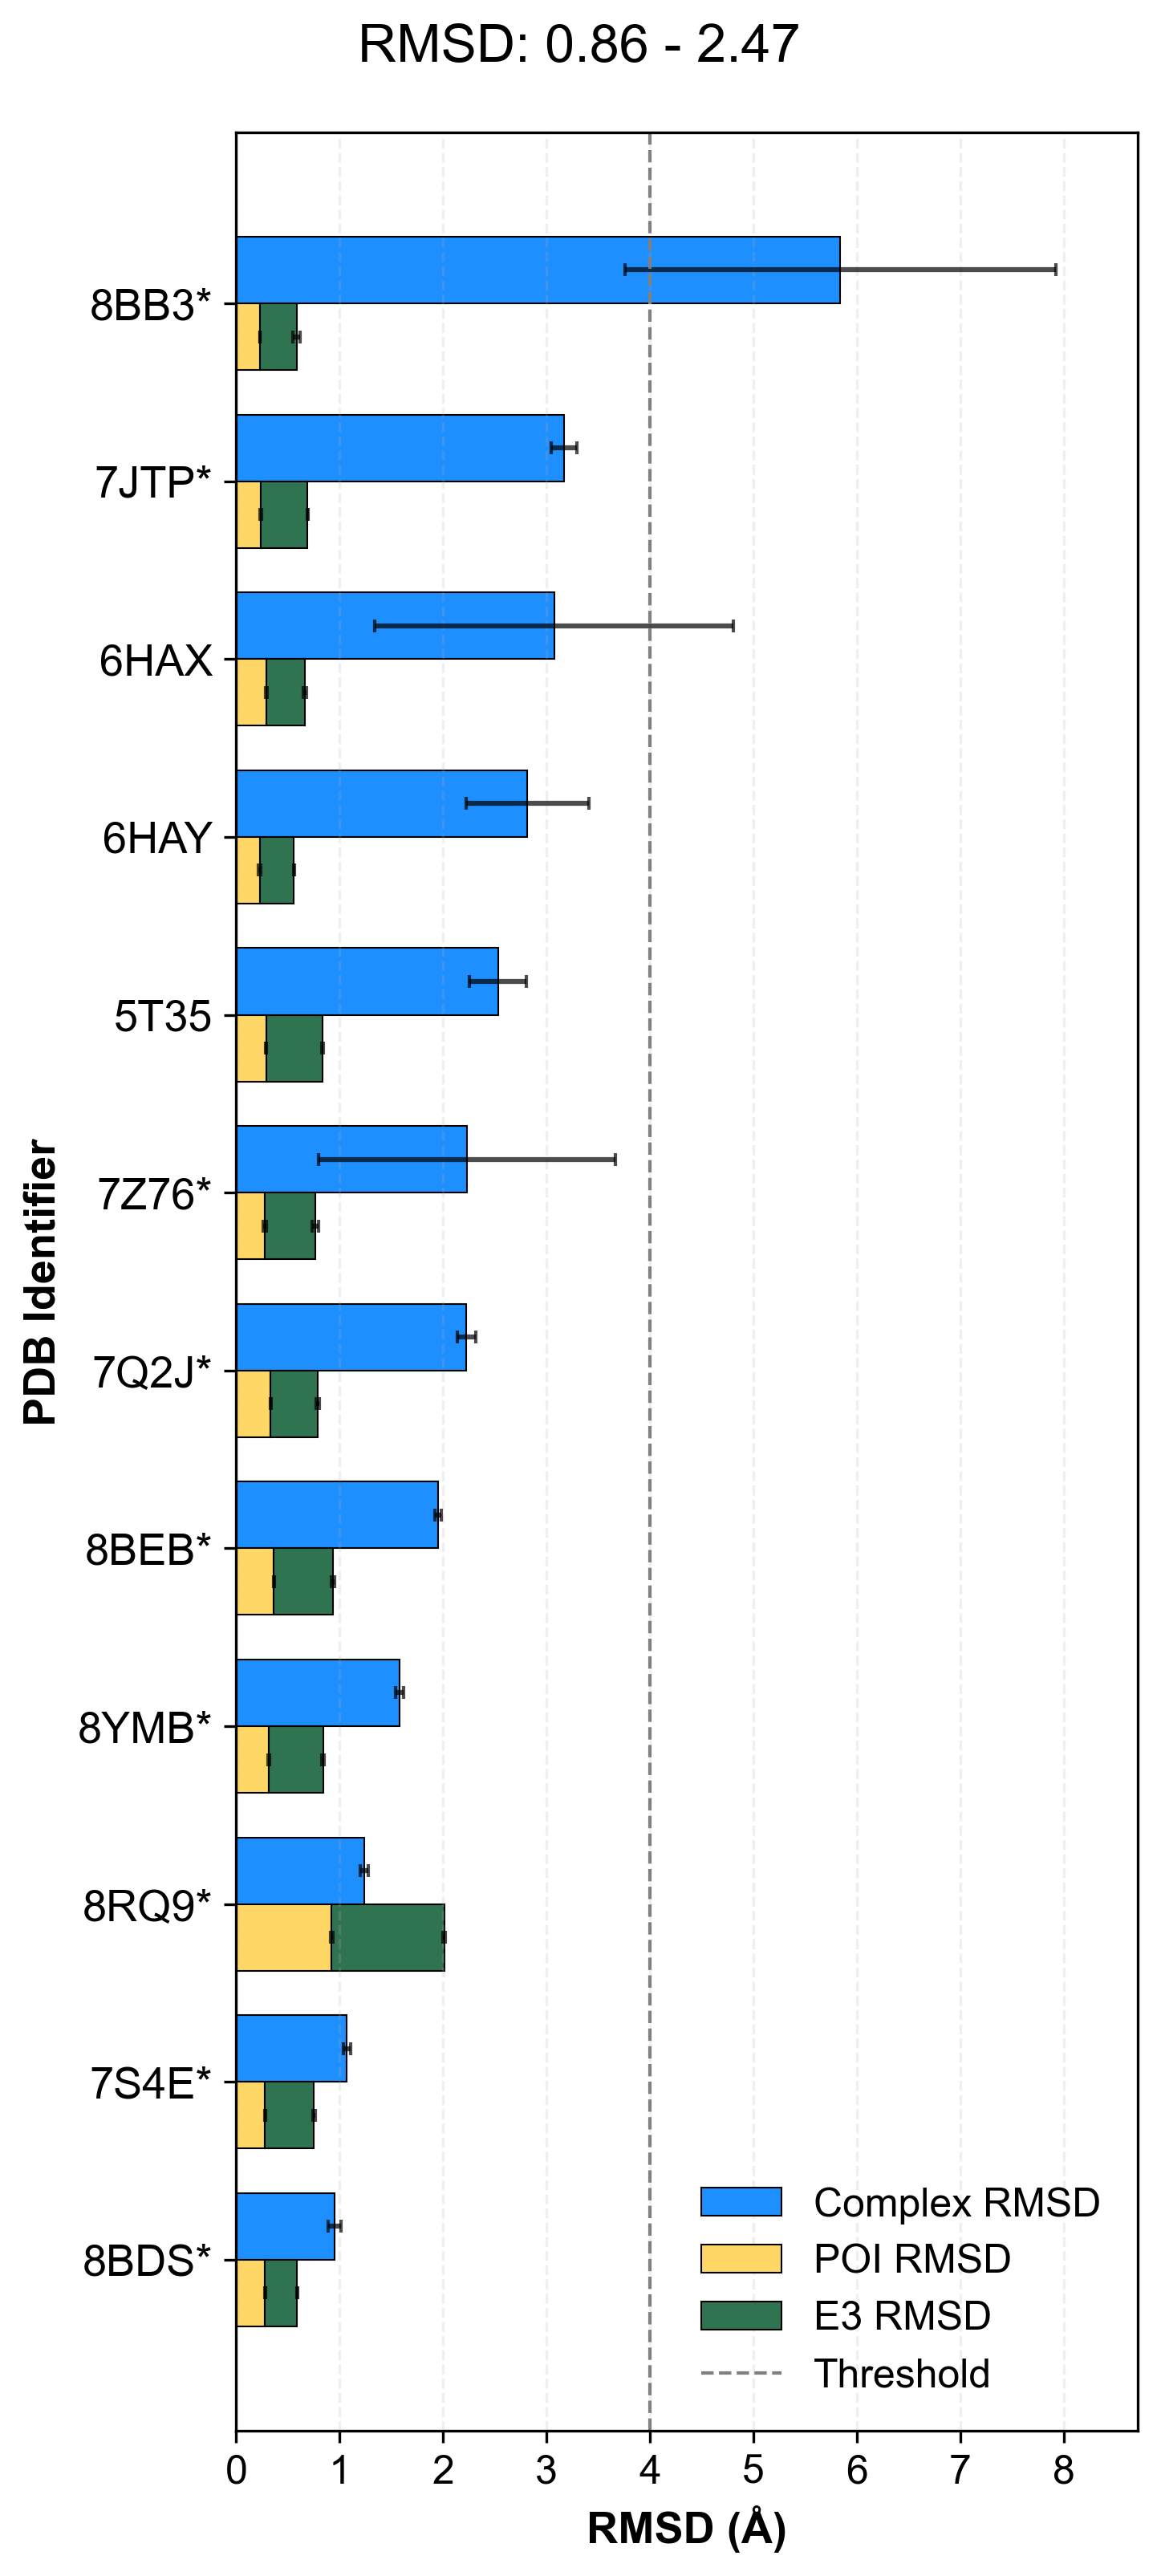 RMSD: 0.86 - 2.47
8BB3*
7JTP*
6HAX
6HAY
5T35
7Z76*
7Q2J*
8BEB*
8YMB*
8RQ9*
7S4E*
8BDS*
PDB Identifier
Complex RMSD
POI RMSD
E3 RMSD
Threshold
0 1 2 3 4 5 6 7 8
RMSD (Å)